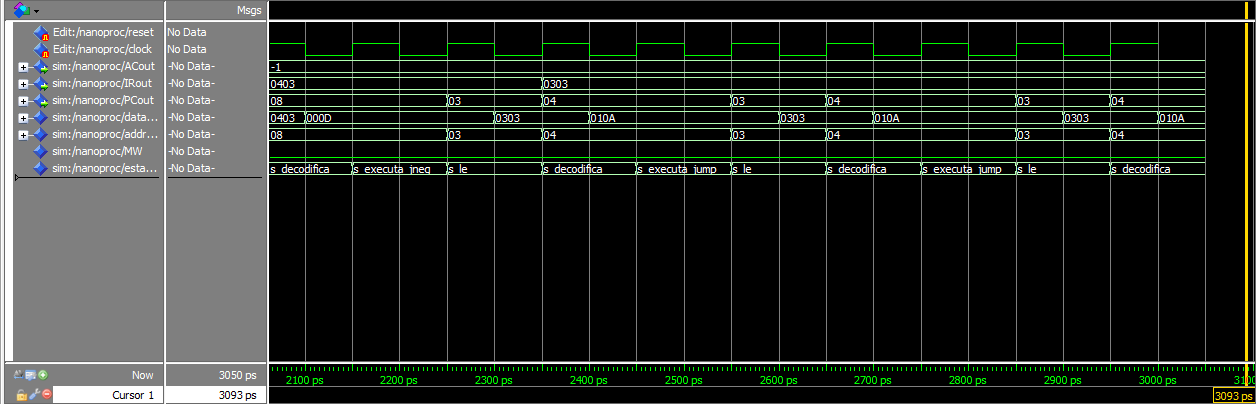 Msgs
Edit:/nanoproc/reset No Data
Edit:/nanoproc/clock No Data
sim:/nanoproc/ACout -No Data- -1
sim:/nanoproc/IRout -No Data- 0403 0303
sim:/nanoproc/PCout -No Data- 08 03 04 03 04 03 04
sim:/nanoproc/data... -No Data- 0403 000D 0303 010A 0303 010A 0303 010A
sim:/nanoproc/addr... -No Data- 08 03 04 03 04 03 04
sim:/nanoproc/MW -No Data-
sim:/nanoproc/esta... -No Data- s_decodifica s_executa_jneg s_le s_decodifica s_executa_jump s_le s_decodifica s_executa_jump s_le s_decodifica
Now 3050 ps 2100 ps 2200 ps 2300 ps 2400 ps 2500 ps 2600 ps 2700 ps 2800 ps 2900 ps 3000 ps 3100
Cursor 1 3093 ps 3093 ps